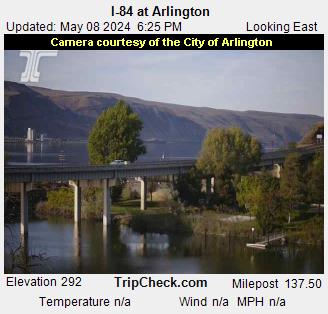 I-84 at Arlington
Updated: May 08 2024 6:25 PM Looking East
Camera courtesy of the City of Arlington
Elevation 292 TripCheck.com Milepost 137.50
Temperature n/a Wind n/a MPH n/a